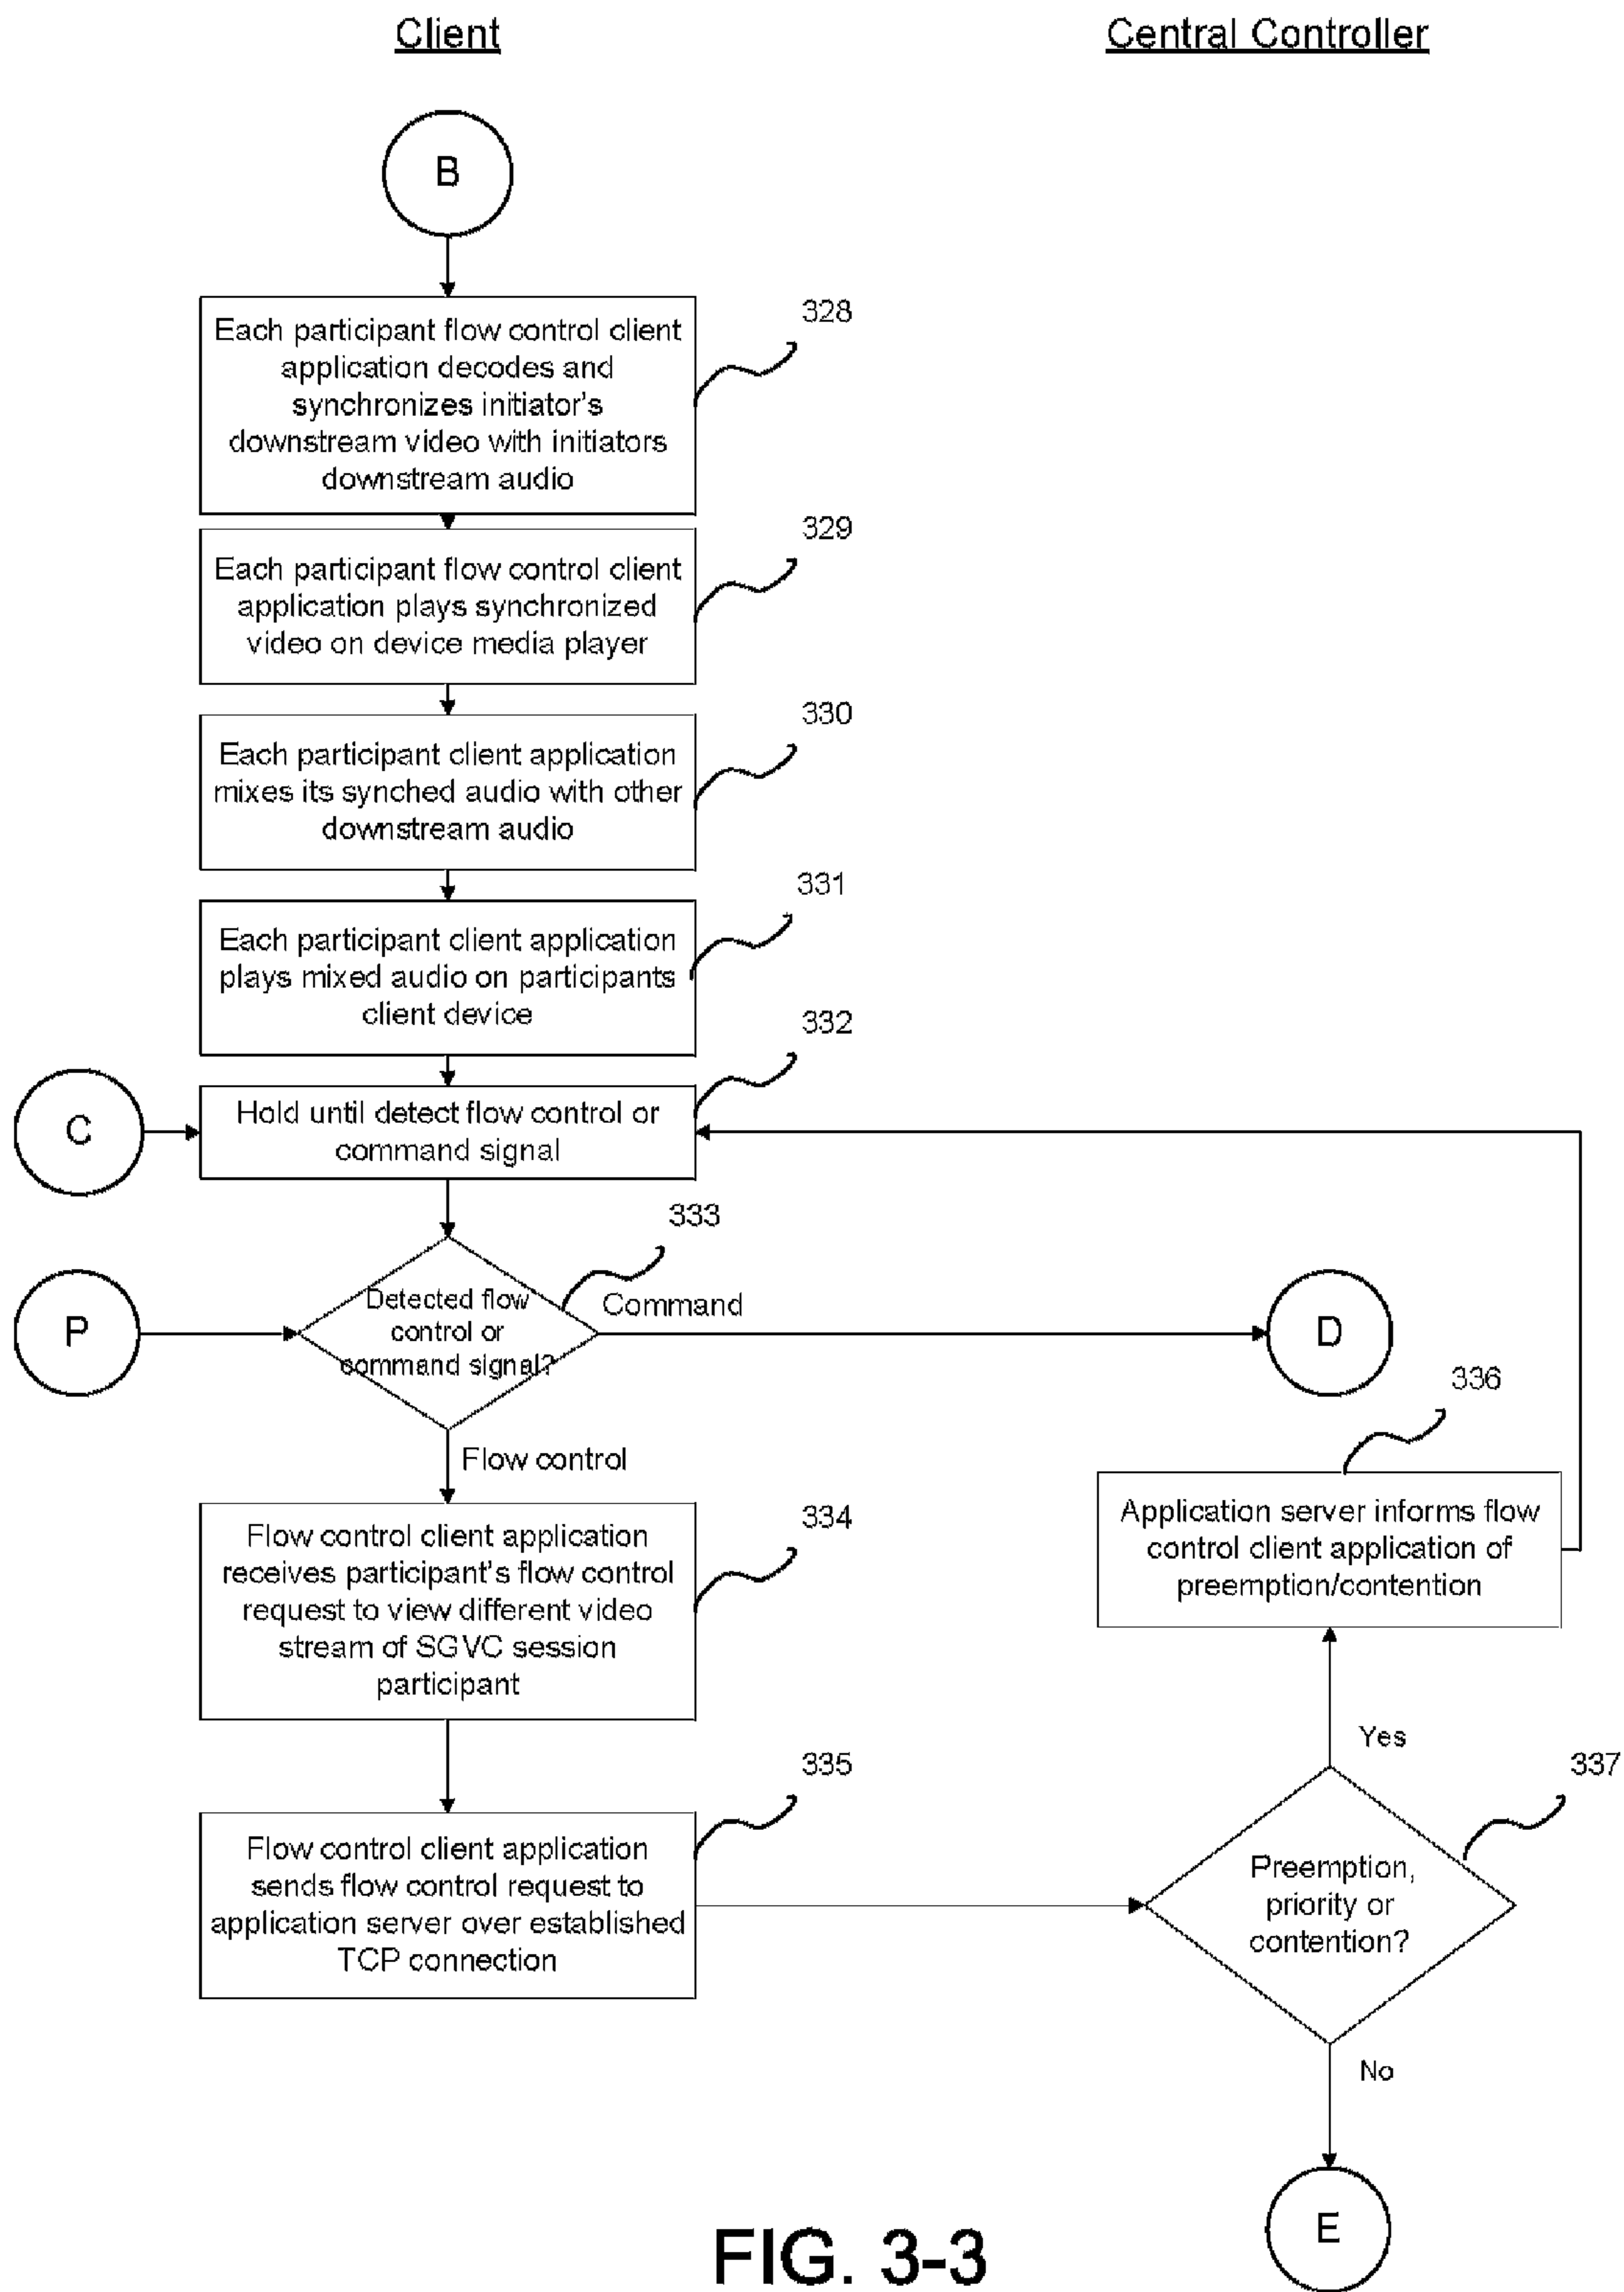 Client
Central Controller
B
328
Each participant flow control client
application decodes and
synchronizes initiator's
downstream video with initiators
downstream audio
329
Each participant flow control client
application plays synchronized
video on device media player
330
Each participant client application
mixes its synched audio with other
downstream audio
331
Each participant client application
plays mixed audio on participants
client device
332
C
Hold until detect flow control or
command signal
333
P
Detected flow
control or
command signal?
Command
D
336
Flow control
Application server informs flow
control client application of
preemption/contention
334
Flow control client application
receives participant's flow control
request to view different video
stream of SGVC session
participant
Yes
335
337
Flow control client application
sends flow control request to
application server over established
TCP connection
Preemption,
priority or
contention?
No
E
FIG. 3-3